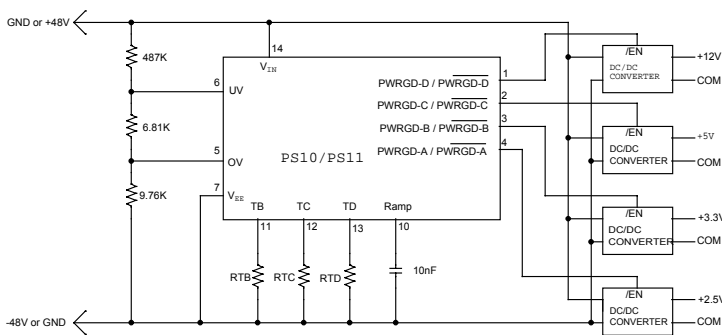 GND or +48V
487K
6.81K
9.76K
-48V or GND
14
V_IN
6
UV
5
OV
7
V_EE
PS10/PS11
PWRGD-D / PWRGD-D
1
PWRGD-C / PWRGD-C
2
PWRGD-B / PWRGD-B
3
PWRGD-A / PWRGD-A
4
TB
TC
TD
Ramp
11
12
13
10
RTB
RTC
RTD
10nF
/EN
DC/DC
CONVERTER
+12V
COM
/EN
DC/DC
CONVERTER
+5V
COM
/EN
DC/DC
CONVERTER
+3.3V
COM
/EN
DC/DC
CONVERTER
+2.5V
COM